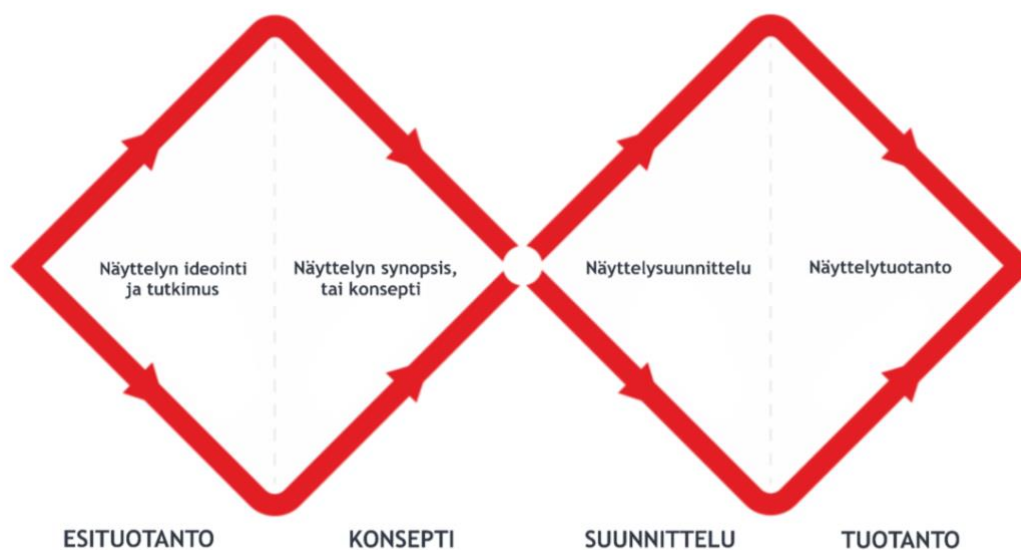 Näyttelyn ideointi
ja tutkimus
Näyttelyn synopsis,
tai konsepti
Näyttelysuunnittelu
Näyttelytuotanto
ESITUOTANTO
KONSEPTI
SUUNNITTELU
TUOTANTO